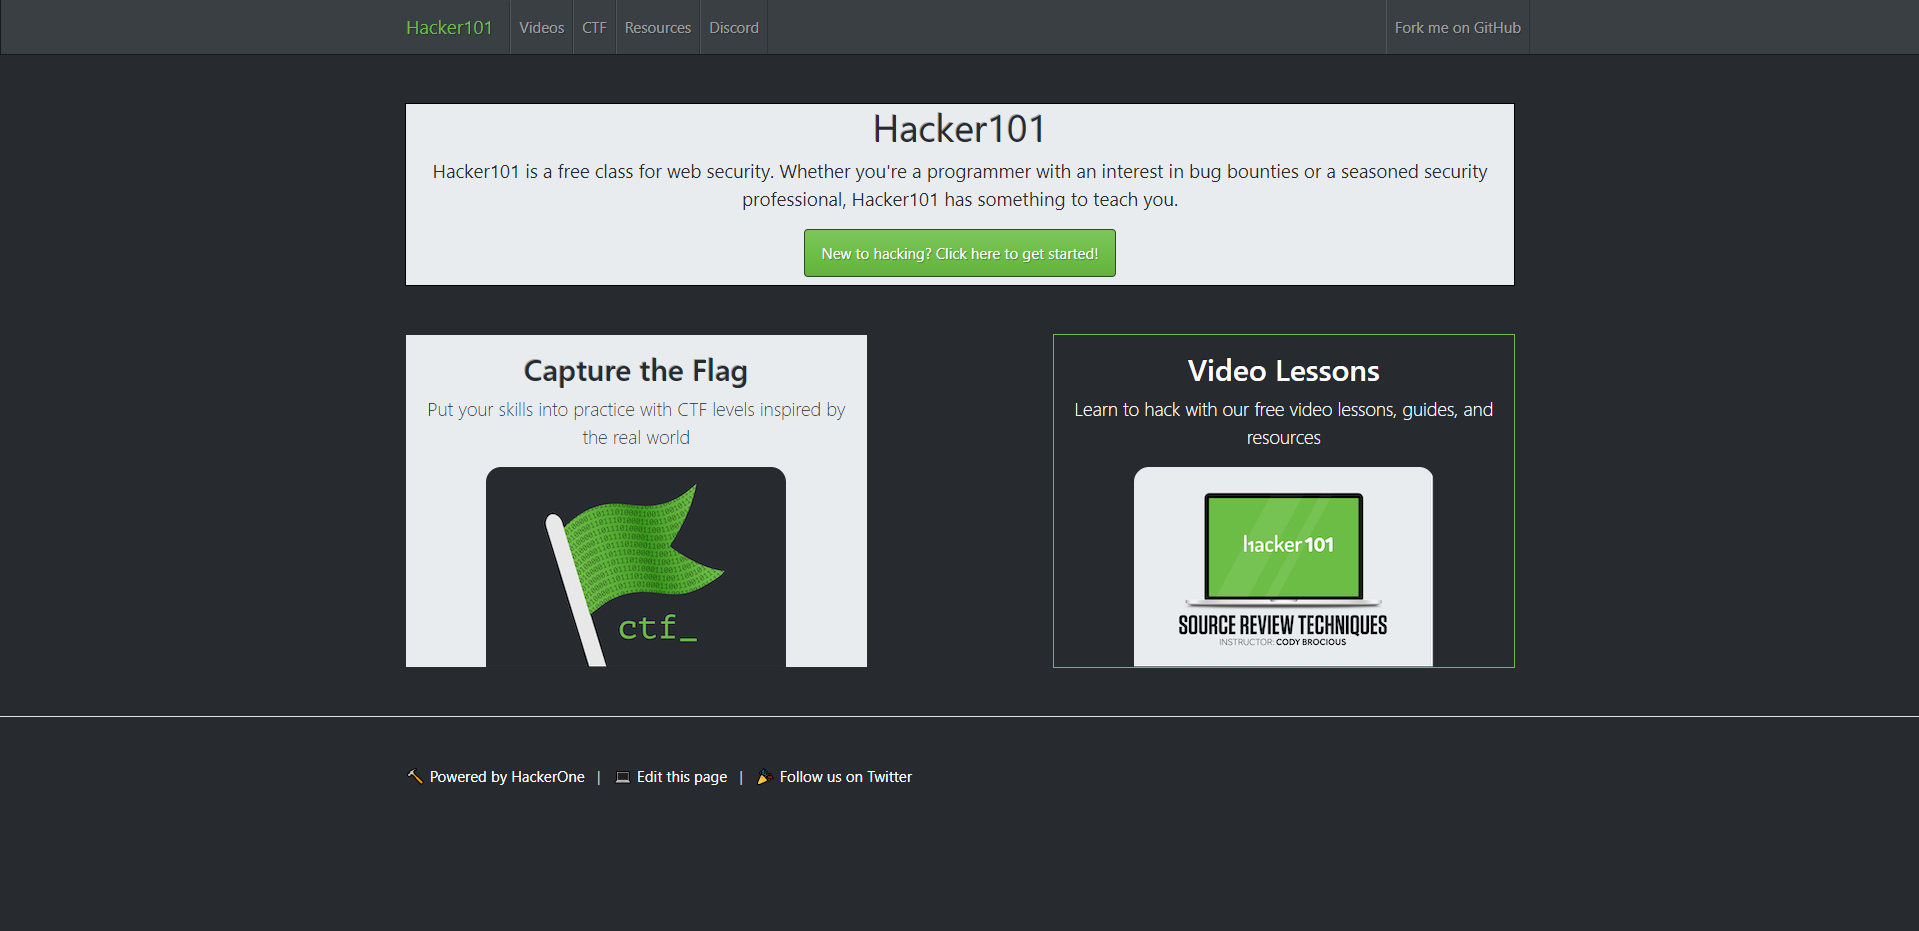 Hacker101 Videos CTF Resources Discord Fork me on GitHub
Hacker101
Hacker101 is a free class for web security. Whether you're a programmer with an interest in bug bounties or a seasoned security
professional, Hacker101 has something to teach you.
New to hacking? Click here to get started!
Capture the Flag
Put your skills into practice with CTF levels inspired by
the real world
ctf_
Video Lessons
Learn to hack with our free video lessons, guides, and
resources
hacker101
SOURCE REVIEW TECHNIQUES
INSTRUCTOR: CODY BROCIOUS
Powered by HackerOne | Edit this page | Follow us on Twitter